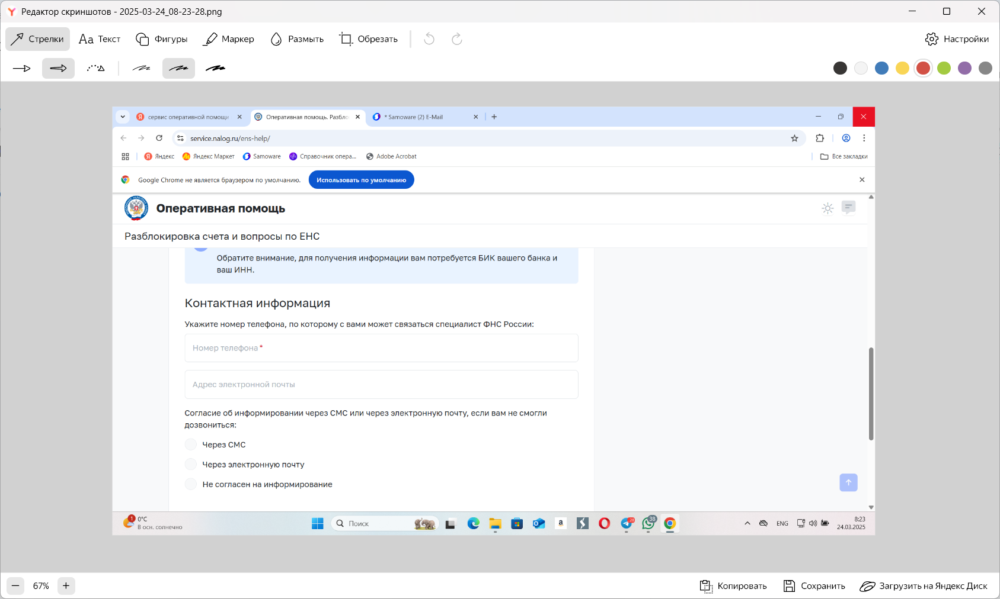 Редактор скриншотов - 2025-03-24_08-23-28.png
Стрелки
Aa Текст
Фигуры
Маркер
Размыть
Обрезать
Настройки
сервис оперативной помощи
Оперативная помощь. Разбло
* Samoware (2) E-Mail
service.nalog.ru/ens-help/
Яндекс
Яндекс Маркет
Samoware
Справочник опера...
Adobe Acrobat
Все закладки
Google Chrome не является браузером по умолчанию.
Использовать по умолчанию
Оперативная помощь
Разблокировка счета и вопросы по ЕНС
Обратите внимание, для получения информации вам потребуется БИК вашего банка и
ваш ИНН.
Контактная информация
Укажите номер телефона, по которому с вами может связаться специалист ФНС России:
Номер телефона *
Адрес электронной почты
Согласие об информировании через СМС или через электронную почту, если вам не смогли
дозвониться:
Через СМС
Через электронную почту
Не согласен на информирование
1
0°C
В осн. солнечно
Поиск
a
28
38
ENG
8:23
24.03.2025
67%
Копировать
Сохранить
Загрузить на Яндекс Диск